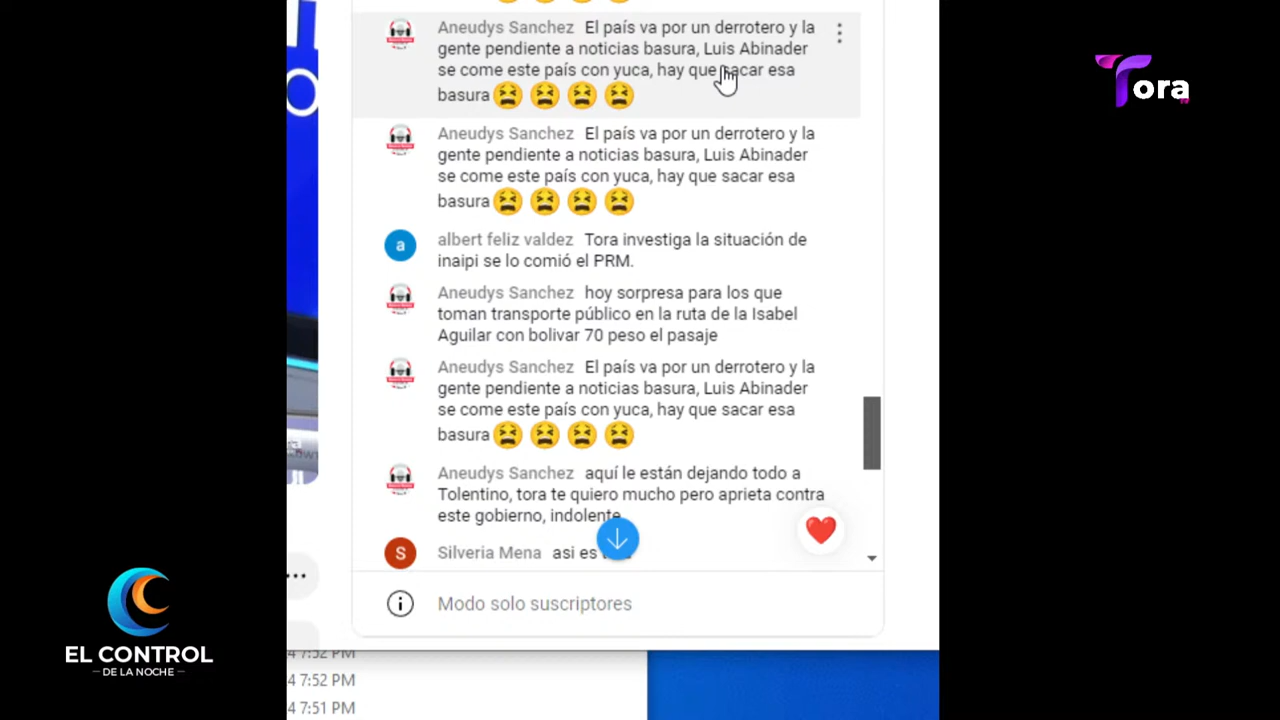 Aneudys Sanchez El país va por un derrotero y la
gente pendiente a noticias basura, Luis Abinader
se come este país con yuca, hay que sacar esa
basura😫 😫 😫 😫
Tora
Aneudys Sanchez El país va por un derrotero y la
gente pendiente a noticias basura, Luis Abinader
se come este país con yuca, hay que sacar esa
basura😫 😫 😫 😫
a albert feliz valdez Tora investiga la situación de
inaipi se lo comió el PRM.
Aneudys Sanchez hoy sorpresa para los que
toman transporte público en la ruta de la Isabel
Aguilar con bolivar 70 peso el pasaje
Aneudys Sanchez El país va por un derrotero y la
gente pendiente a noticias basura, Luis Abinader
se come este país con yuca, hay que sacar esa
basura😫 😫 😫 😫
Aneudys Sanchez aquí le están dejando todo a
Tolentino, tora te quiero mucho pero aprieta contra
este gobierno, indolente
S Silveria Mena asi es
Modo solo suscriptores
EL CONTROL
DE LA NOCHE
4 7:52 PM
4 7:52 PM
4 7:51 PM